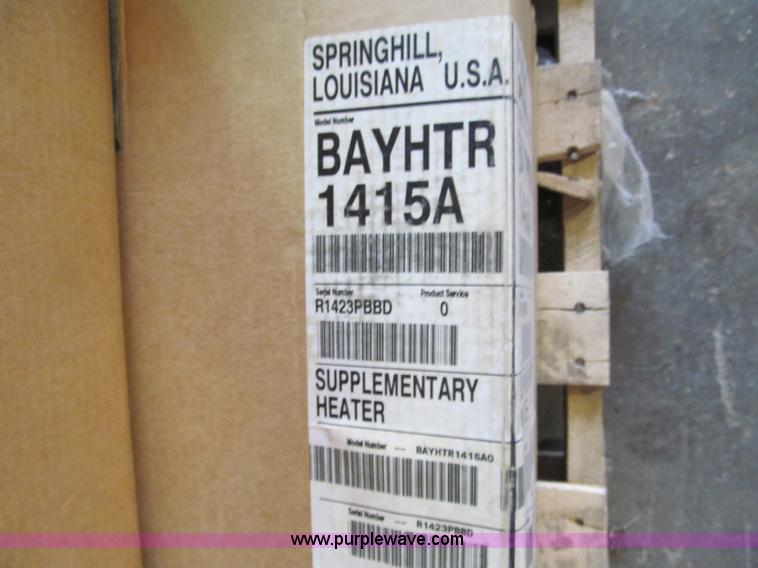 SPRINGHILL,
LOUISIANA U.S.A.
Model Number
BAYHTR
1415A
Serial Number Product Service
R1423PBBD 0
SUPPLEMENTARY
HEATER
Model Number — BAYHTR1415A0
Serial Number — R1423PBBD
www.purplewave.com